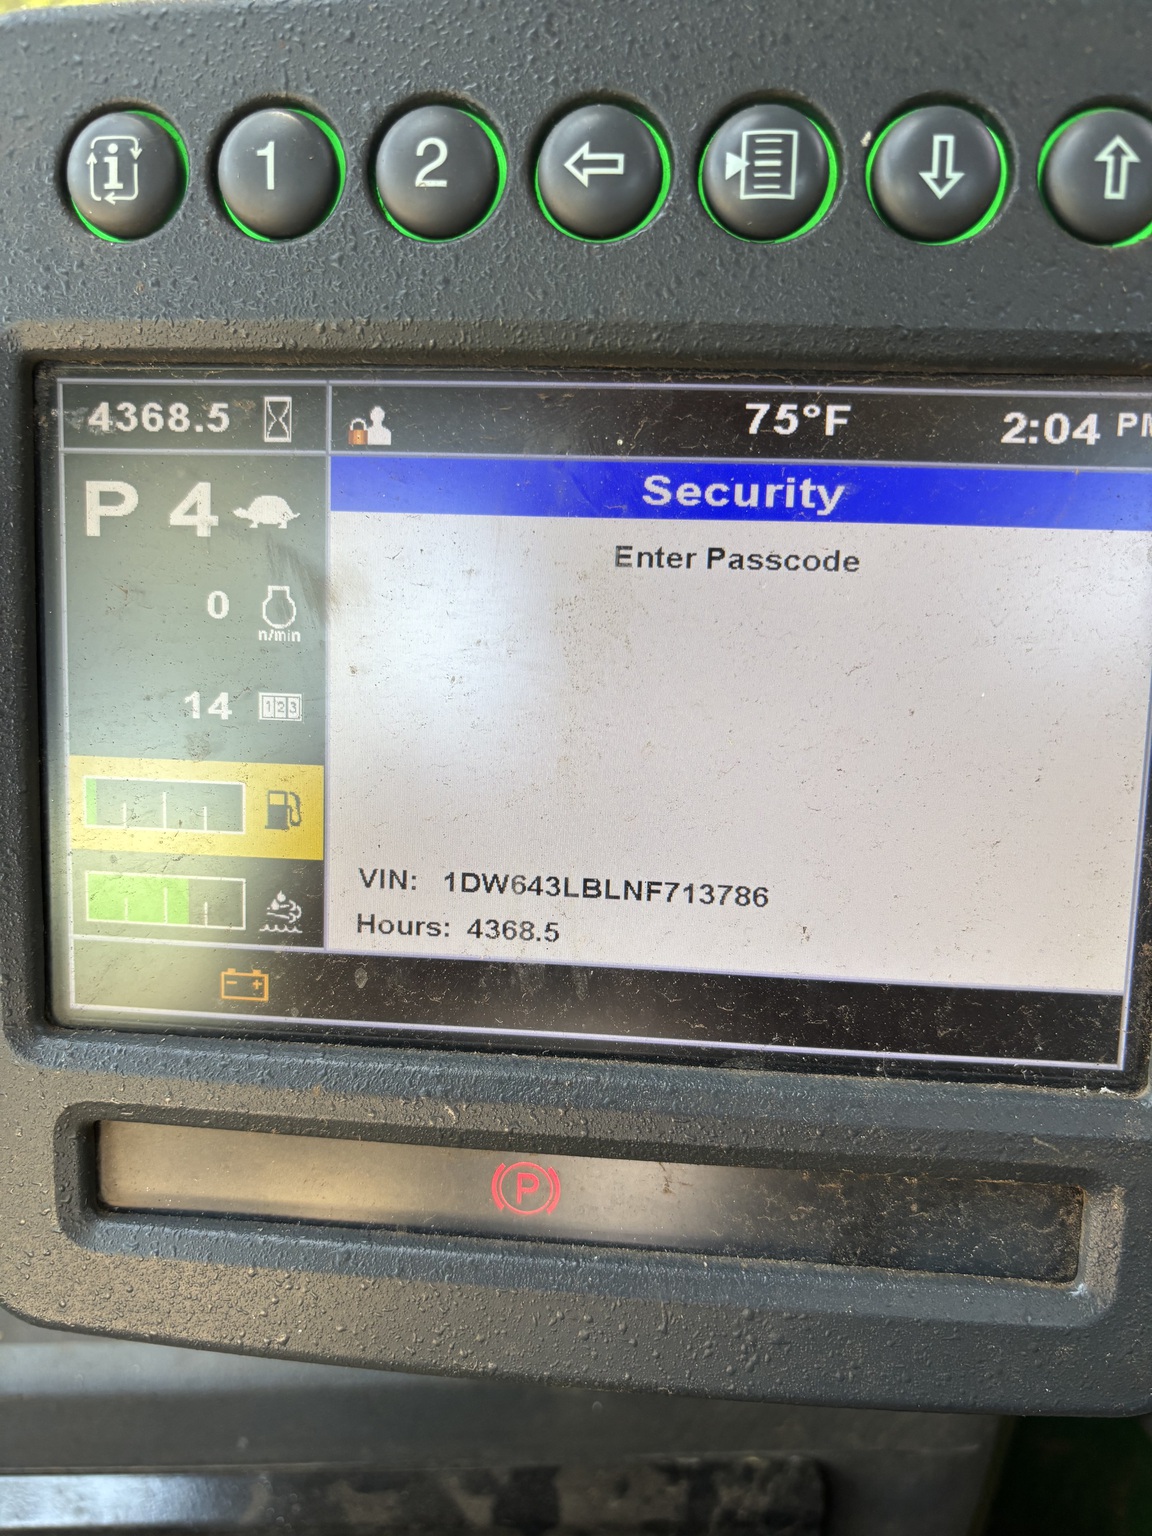 i
1
2
4368.5
75°F
2:04 PM
P 4
Security
Enter Passcode
0
n/min
14
123
VIN: 1DW643LBLNF713786
Hours: 4368.5
- +
P